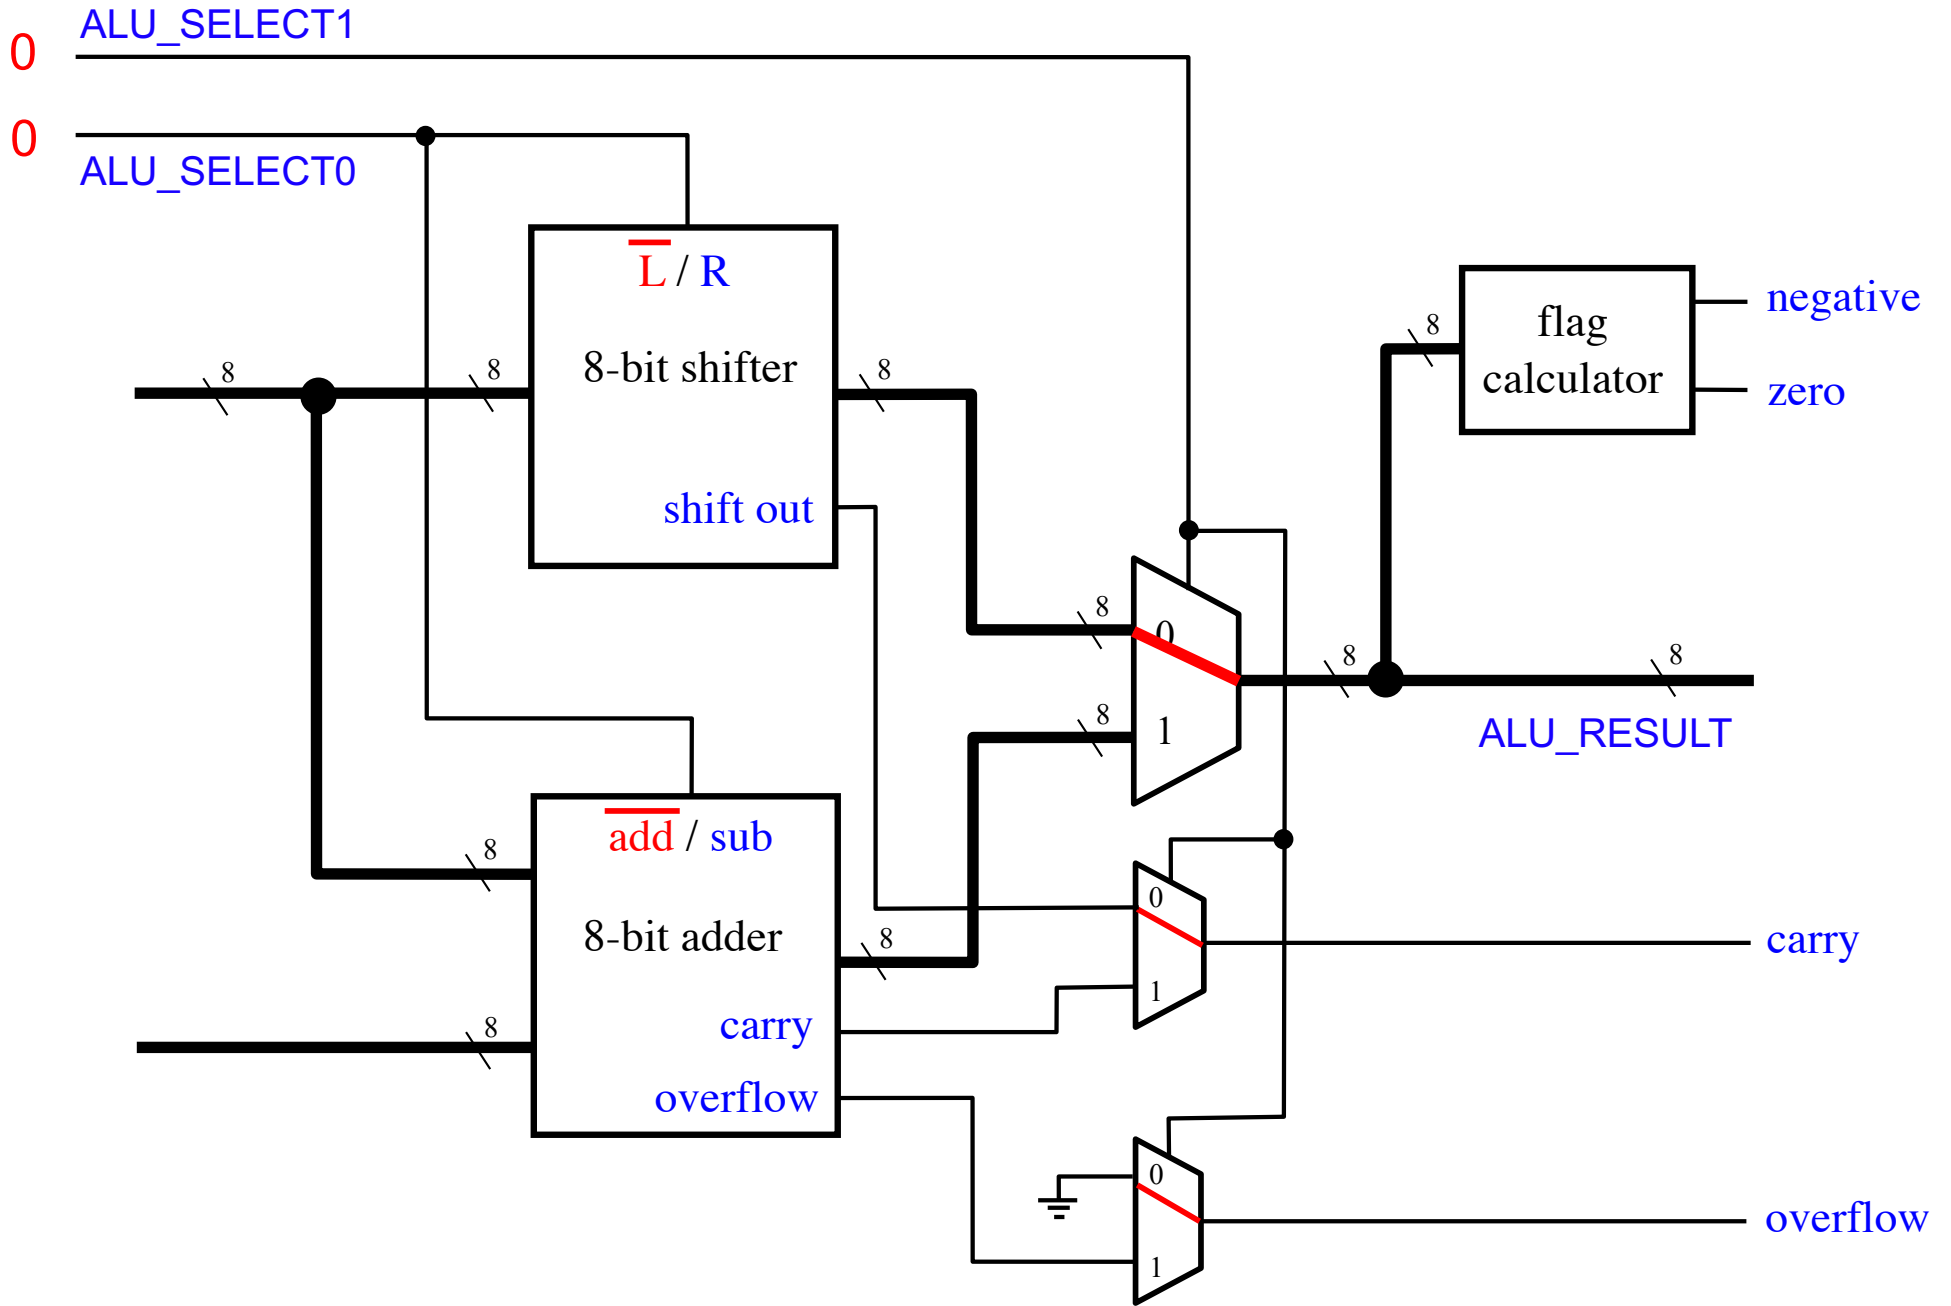 ALU_SELECT1
0
0
ALU_SELECT0
L / R
8-bit shifter
shift out
8
8
8
flag
calculator
8
negative
zero
8
0
1
8
8
8
ALU_RESULT
add / sub
8-bit adder
carry
overflow
8
8
8
0
1
carry
0
1
overflow